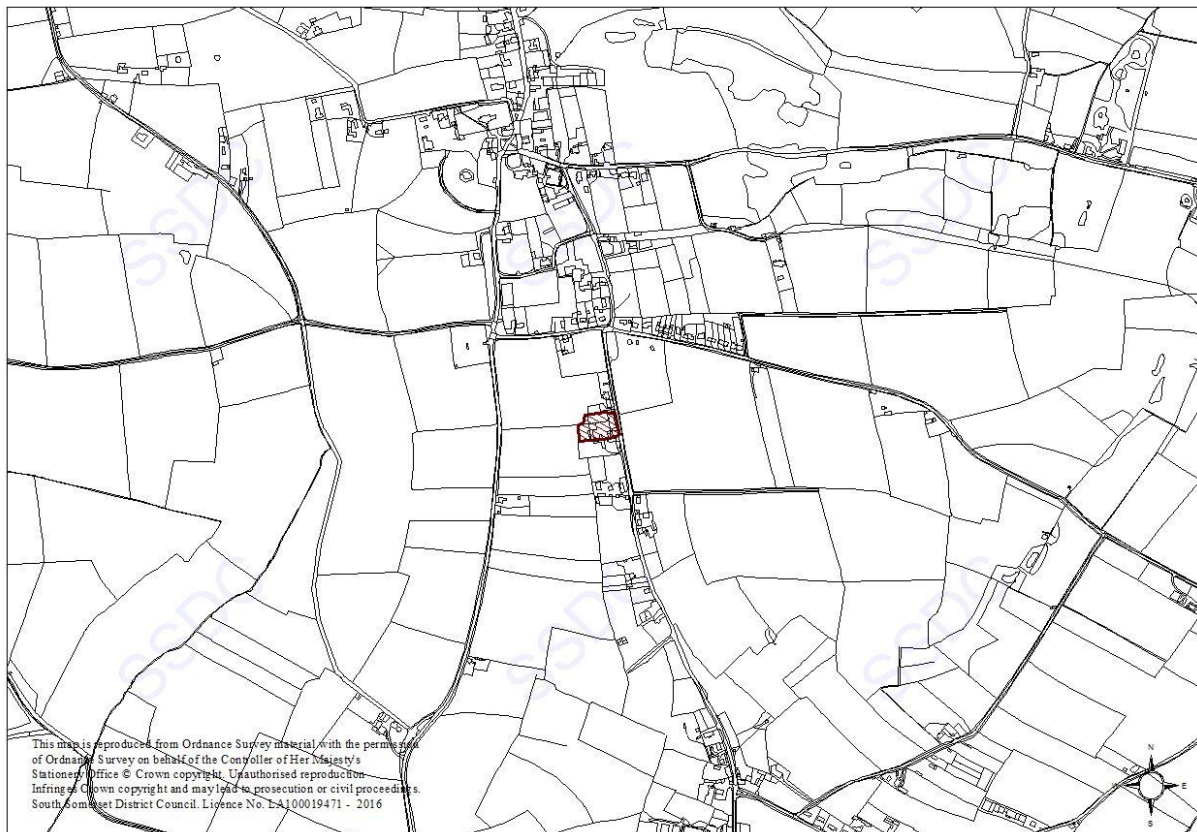 SSDC
SSDC
SSDC
SSDC
SSDC
SSDC
This map is reproduced from Ordnance Survey material with the permission
of Ordnance Survey on behalf of the Controller of Her Majesty's
Stationery Office © Crown copyright. Unauthorised reproduction
Infringes Crown copyright and may lead to prosecution or civil proceedings.
South Somerset District Council. Licence No. LA100019471 - 2016
N
W E
S